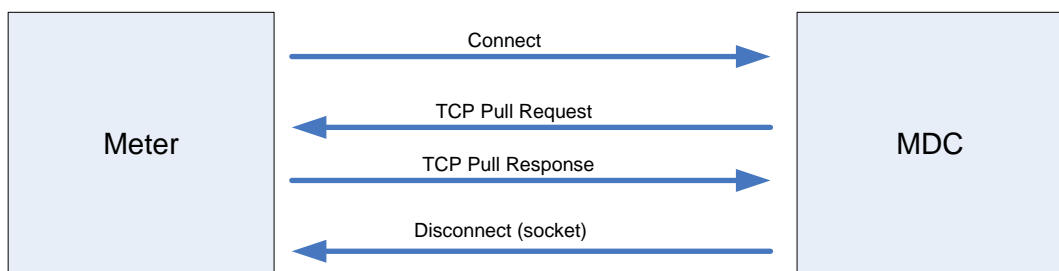 Connect
TCP Pull Request
Meter
MDC
TCP Pull Response
Disconnect (socket)